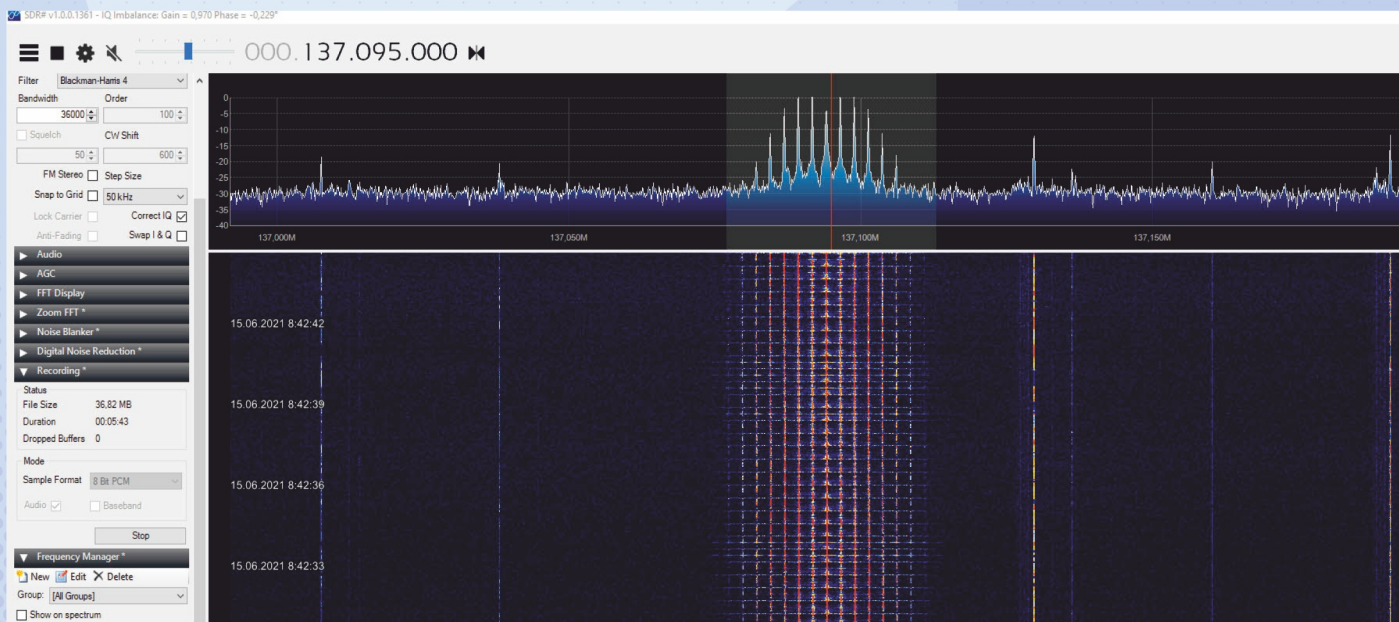 SDR# v1.0.0.1361 - IQ Imbalance: Gain = 0,970 Phase = -0,229°
000.137.095.000
Filter Blackman-Harris 4
Bandwidth Order
36000 100
Squelch CW Shift
50 600
FM Stereo Step Size
Snap to Grid 50 kHz
Lock Carrier Correct IQ
Anti-Fading Swap I & Q
Audio
AGC
FFT Display
Zoom FFT *
Noise Blanker *
Digital Noise Reduction *
Recording *
Status
File Size 36,82 MB
Duration 00:05:43
Dropped Buffers 0
Mode
Sample Format 8 Bit PCM
Audio Baseband
Stop
Frequency Manager *
New Edit Delete
Group: [All Groups]
Show on spectrum
0
-5
-10
-15
-20
-25
-30
-35
-40
137,000M 137,050M 137,100M 137,150M
15.06.2021 8:42:42
15.06.2021 8:42:39
15.06.2021 8:42:36
15.06.2021 8:42:33